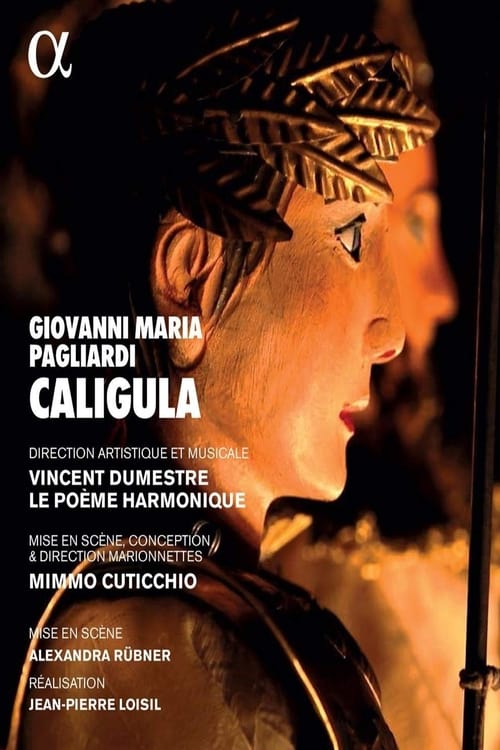 α
GIOVANNI MARIA
PAGLIARDI
CALIGULA
DIRECTION ARTISTIQUE ET MUSICALE
VINCENT DUMESTRE
LE POÈME HARMONIQUE
MISE EN SCÈNE, CONCEPTION
& DIRECTION MARIONNETTES
MIMMO CUTICCHIO
MISE EN SCÈNE
ALEXANDRA RÜBNER
RÉALISATION
JEAN-PIERRE LOISIL